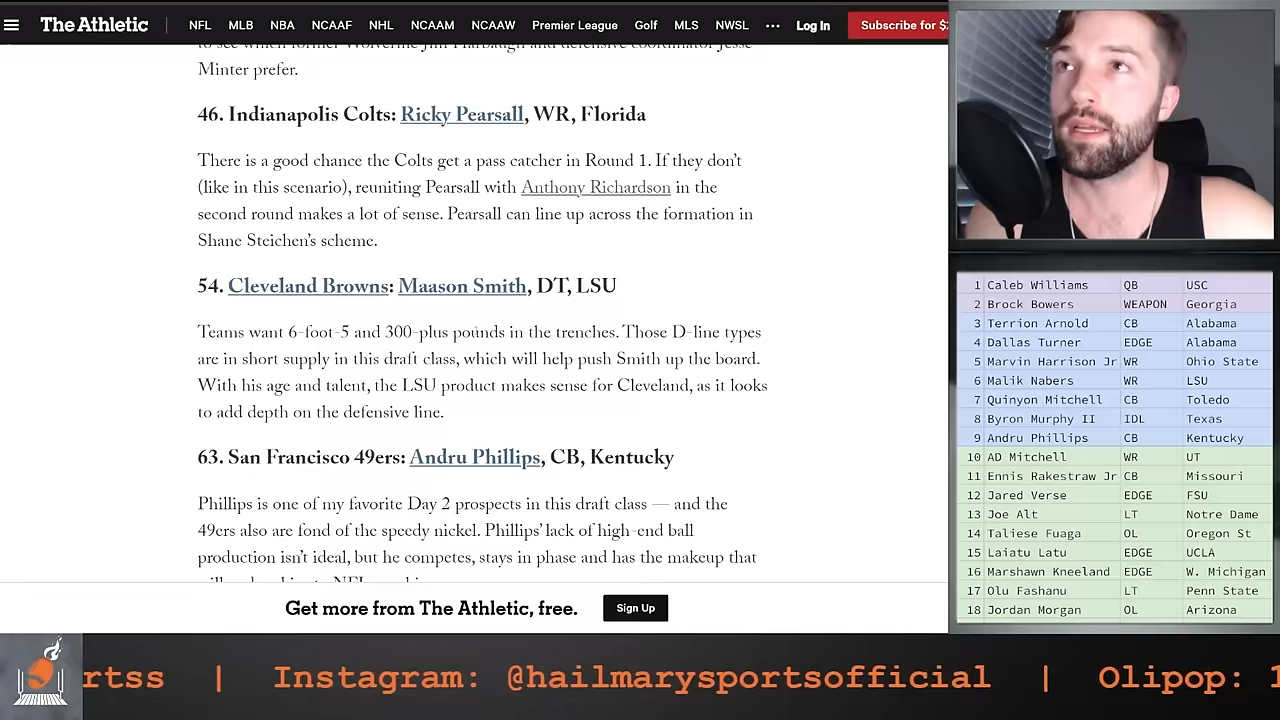 The Athletic
NFL
MLB
NBA
NCAAF
NHL
NCAAM
NCAAW
Premier League
Golf
MLS
NWSL
Log In
Subscribe for $2
Minter prefer.
46. Indianapolis Colts: Ricky Pearsall, WR, Florida
There is a good chance the Colts get a pass catcher in Round 1. If they don’t
(like in this scenario), reuniting Pearsall with Anthony Richardson in the
second round makes a lot of sense. Pearsall can line up across the formation in
Shane Steichen’s scheme.
54. Cleveland Browns: Maason Smith, DT, LSU
Teams want 6-foot-5 and 300-plus pounds in the trenches. Those D-line types
are in short supply in this draft class, which will help push Smith up the board.
With his age and talent, the LSU product makes sense for Cleveland, as it looks
to add depth on the defensive line.
63. San Francisco 49ers: Andru Phillips, CB, Kentucky
Phillips is one of my favorite Day 2 prospects in this draft class — and the
49ers also are fond of the speedy nickel. Phillips’ lack of high-end ball
production isn’t ideal, but he competes, stays in phase and has the makeup that
Get more from The Athletic, free.
Sign Up
1 Caleb Williams QB USC
2 Brock Bowers WEAPON Georgia
3 Terrion Arnold CB Alabama
4 Dallas Turner EDGE Alabama
5 Marvin Harrison Jr WR Ohio State
6 Malik Nabers WR LSU
7 Quinyon Mitchell CB Toledo
8 Byron Murphy II IDL Texas
9 Andru Phillips CB Kentucky
10 AD Mitchell WR UT
11 Ennis Rakestraw Jr CB Missouri
12 Jared Verse EDGE FSU
13 Joe Alt LT Notre Dame
14 Taliese Fuaga OL Oregon St
15 Laiatu Latu EDGE UCLA
16 Marshawn Kneeland EDGE W. Michigan
17 Olu Fashanu LT Penn State
18 Jordan Morgan OL Arizona
rtss | Instagram: @hailmarysportsofficial | Olipop: 1